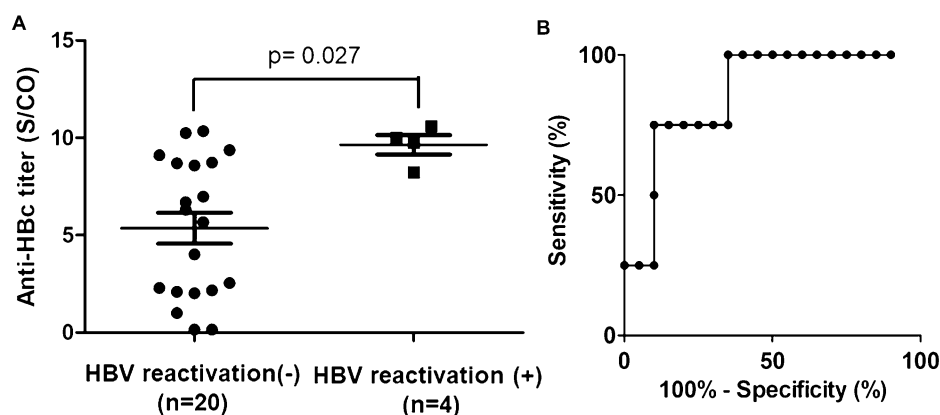 A
15
10
5
0
Anti-HBc titer (S/CO)
p= 0.027
HBV reactivation(-)
(n=20)
HBV reactivation (+)
(n=4)
B
100
50
0
Sensitivity (%)
0
50
100
100% - Specificity (%)